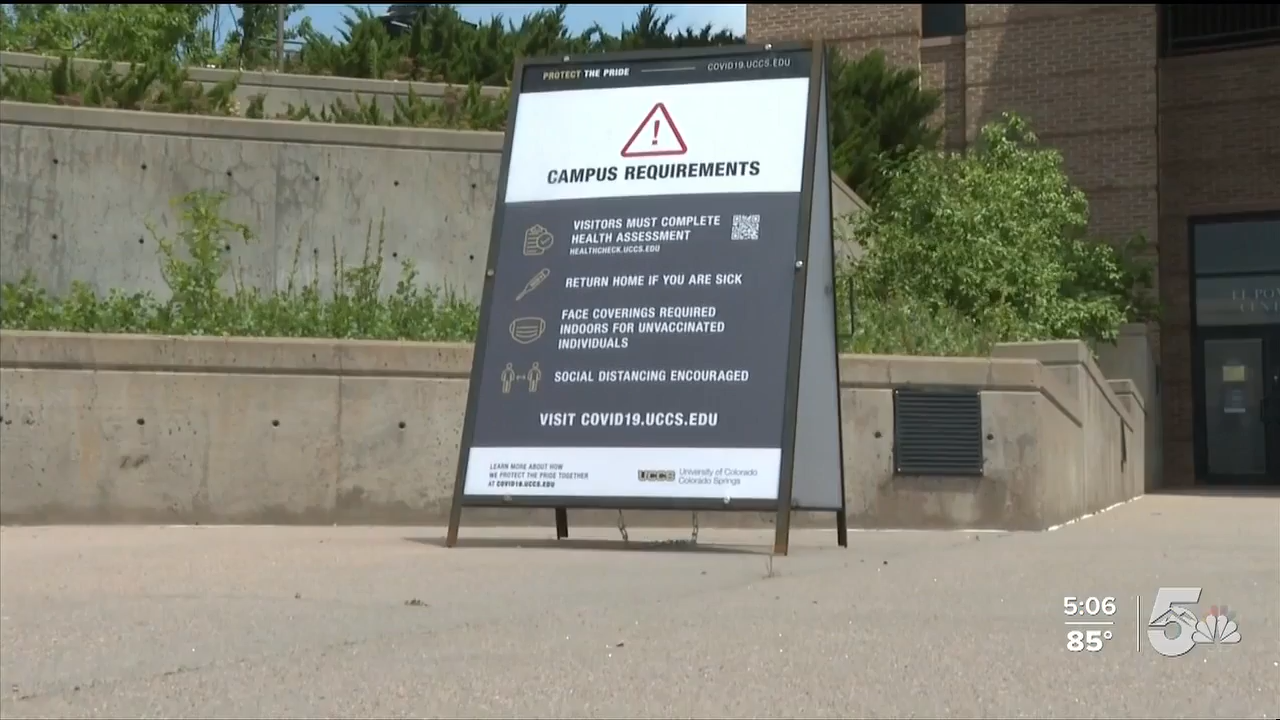 PROTECT THE PRIDE
COVID19.UCCS.EDU
!
CAMPUS REQUIREMENTS
VISITORS MUST COMPLETE
HEALTH ASSESSMENT
HEALTHCHECK.UCCS.EDU
RETURN HOME IF YOU ARE SICK
FACE COVERINGS REQUIRED
INDOORS FOR UNVACCINATED
INDIVIDUALS
SOCIAL DISTANCING ENCOURAGED
VISIT COVID19.UCCS.EDU
LEARN MORE ABOUT HOW
WE PROTECT THE PRIDE TOGETHER
AT COVID19.UCCS.EDU
UCCS
University of Colorado
Colorado Springs
5:06
85°
5